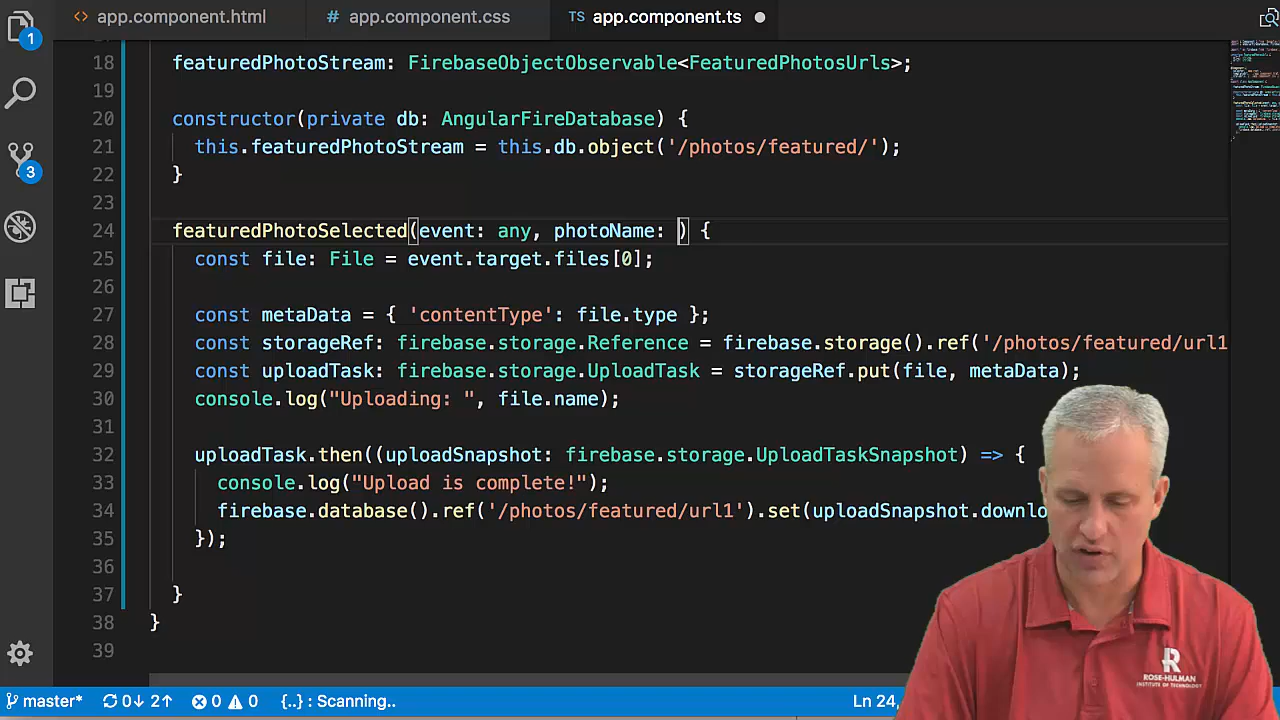 <> app.component.html
# app.component.css
TS app.component.ts
1
3
18 featuredPhotoStream: FirebaseObjectObservable<FeaturedPhotosUrls>;
19
20 constructor(private db: AngularFireDatabase) {
21 this.featuredPhotoStream = this.db.object('/photos/featured/');
22 }
23
24 featuredPhotoSelected(event: any, photoName: ) {
25 const file: File = event.target.files[0];
26
27 const metaData = { 'contentType': file.type };
28 const storageRef: firebase.storage.Reference = firebase.storage().ref('/photos/featured/url1
29 const uploadTask: firebase.storage.UploadTask = storageRef.put(file, metaData);
30 console.log("Uploading: ", file.name);
31
32 uploadTask.then((uploadSnapshot: firebase.storage.UploadTaskSnapshot) => {
33 console.log("Upload is complete!");
34 firebase.database().ref('/photos/featured/url1').set(uploadSnapshot.downlo
35 });
36
37 }
38 }
39
ROSE-HULMAN
INSTITUTE OF TECHNOLOGY
master* 0↓ 2↑ 0 0 {..} : Scanning.. Ln 24,